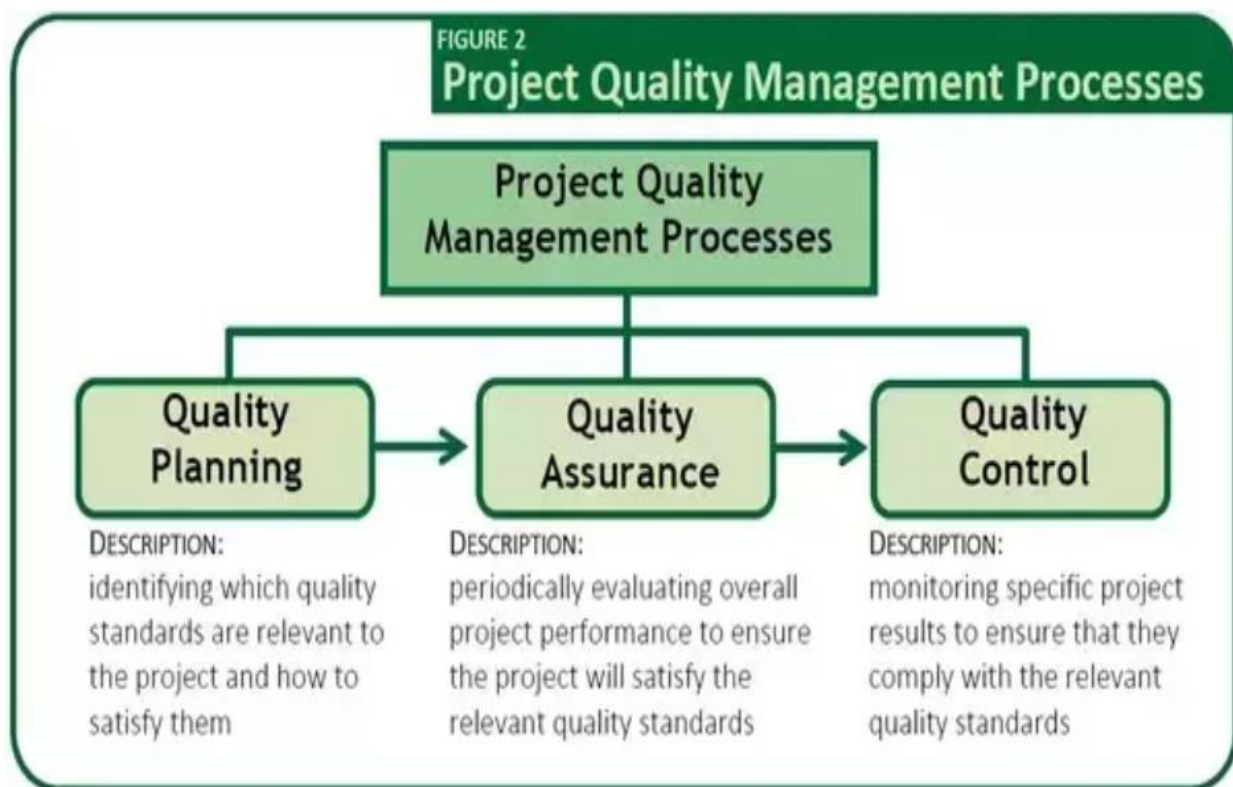 FIGURE 2
Project Quality Management Processes
Project Quality
Management Processes
Quality
Planning
Quality
Assurance
Quality
Control
DESCRIPTION:
identifying which quality
standards are relevant to
the project and how to
satisfy them
DESCRIPTION:
periodically evaluating overall
project performance to ensure
the project will satisfy the
relevant quality standards
DESCRIPTION:
monitoring specific project
results to ensure that they
comply with the relevant
quality standards